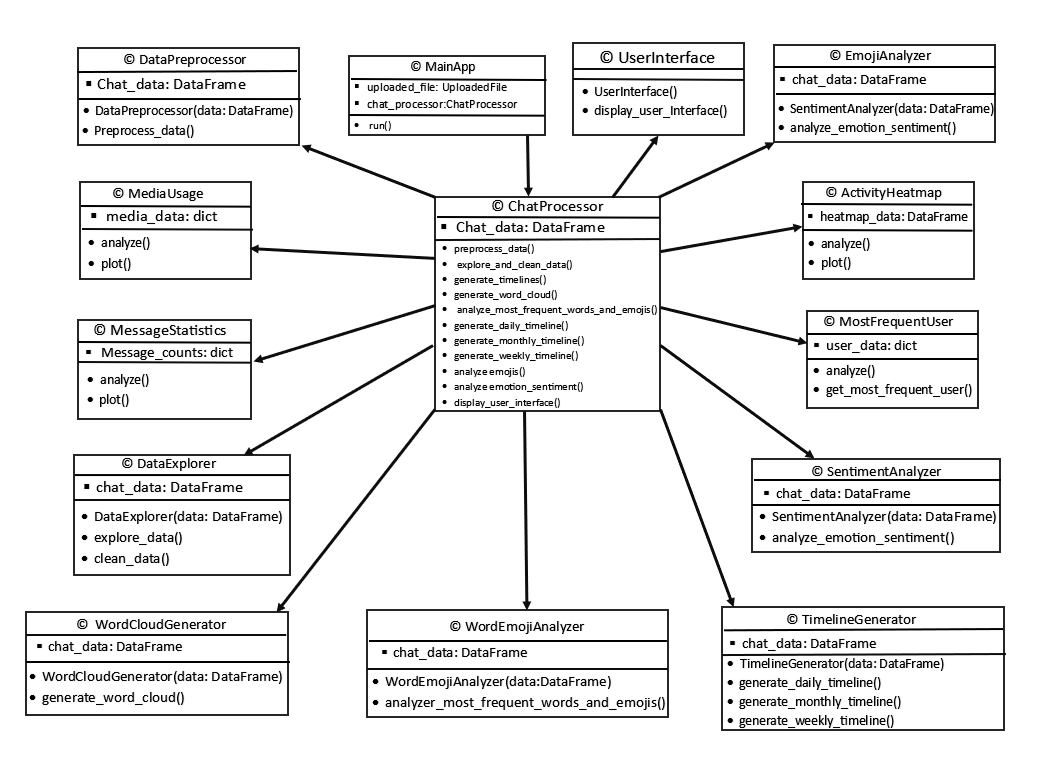 © DataPreprocessor
▪ Chat_data: DataFrame
• DataPreprocessor(data: DataFrame)
• Preprocess_data()
© MainApp
▪ uploaded_file: UploadedFile
▪ chat_processor:ChatProcessor
• run()
© UserInterface
• UserInterface()
• display_user_Interface()
© EmojiAnalyzer
▪ chat_data: DataFrame
• SentimentAnalyzer(data: DataFrame)
• analyze_emotion_sentiment()
© MediaUsage
▪ media_data: dict
• analyze()
• plot()
© ChatProcessor
▪ Chat_data: DataFrame
• preprocess_data()
• explore_and_clean_data()
• generate_timelines()
• generate_word_cloud()
• analyze_most_frequent_words_and_emojis()
• generate_daily_timeline()
• generate_monthly_timeline()
• generate_weekly_timeline()
• analyze emojis()
• analyze emotion_sentiment()
• display_user_interface()
© ActivityHeatmap
▪ heatmap_data: DataFrame
• analyze()
• plot()
© MessageStatistics
▪ Message_counts: dict
• analyze()
• plot()
© MostFrequentUser
▪ user_data: dict
• analyze()
• get_most_frequent_user()
© DataExplorer
▪ chat_data: DataFrame
• DataExplorer(data: DataFrame)
• explore_data()
• clean_data()
© SentimentAnalyzer
▪ chat_data: DataFrame
• SentimentAnalyzer(data: DataFrame)
• analyze_emotion_sentiment()
© WordCloudGenerator
▪ chat_data: DataFrame
• WordCloudGenerator(data: DataFrame)
• generate_word_cloud()
© WordEmojiAnalyzer
▪ chat_data: DataFrame
• WordEmojiAnalyzer(data:DataFrame)
• analyzer_most_frequent_words_and_emojis()
© TimelineGenerator
▪ chat_data: DataFrame
• TimelineGenerator(data: DataFrame)
• generate_daily_timeline()
• generate_monthly_timeline()
• generate_weekly_timeline()